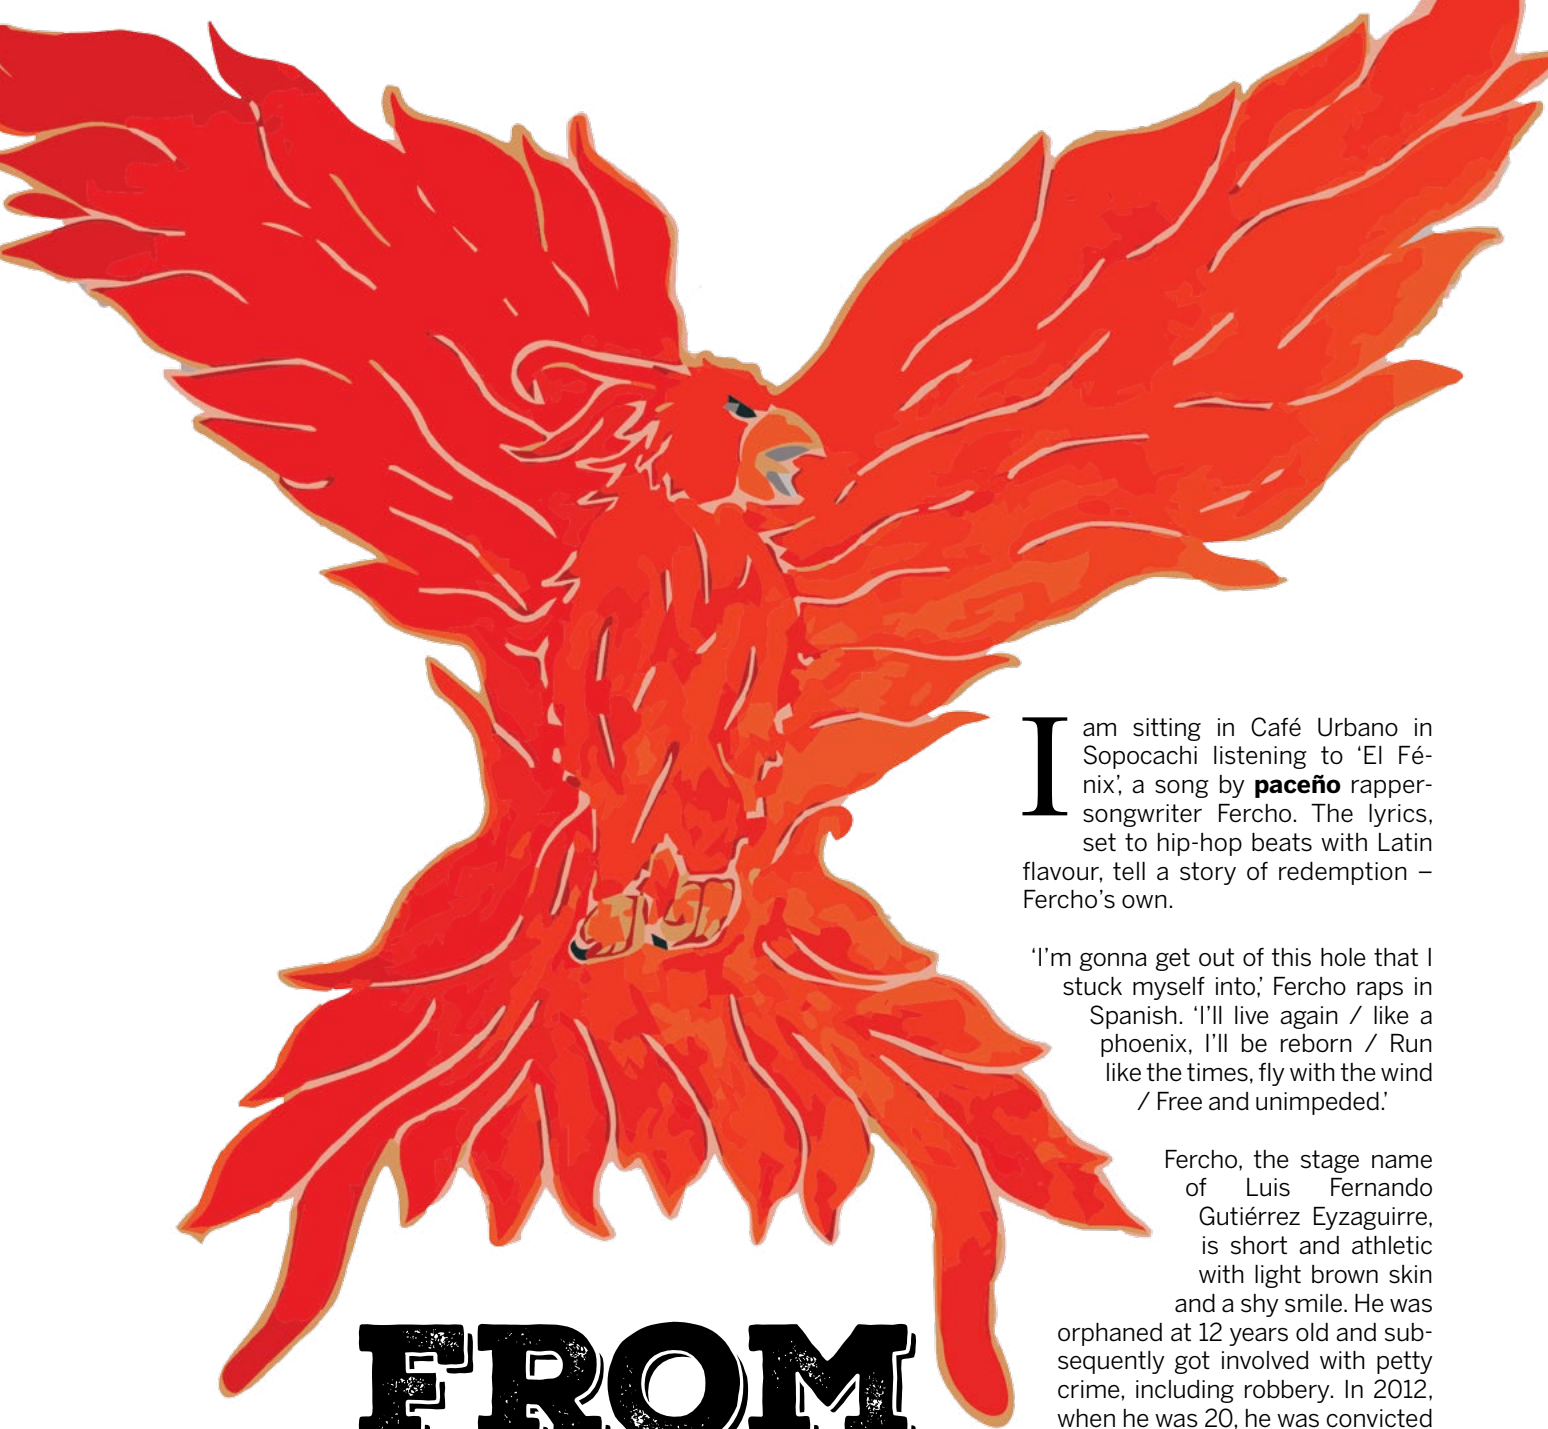 I am sitting in Café Urbano in
Sopocachi listening to ‘El Fé-
nix’, a song by paceño rapper-
songwriter Fercho. The lyrics,
set to hip-hop beats with Latin
flavour, tell a story of redemption –
Fercho’s own.
‘I’m gonna get out of this hole that I
stuck myself into,’ Fercho raps in
Spanish. ‘I’ll live again / like a
phoenix, I’ll be reborn / Run
like the times, fly with the wind
/ Free and unimpeded.’
Fercho, the stage name
of Luis Fernando
Gutiérrez Eyzaguirre,
is short and athletic
with light brown skin
and a shy smile. He was
orphaned at 12 years old and sub-
sequently got involved with petty
crime, including robbery. In 2012,
when he was 20, he was convicted
FROM